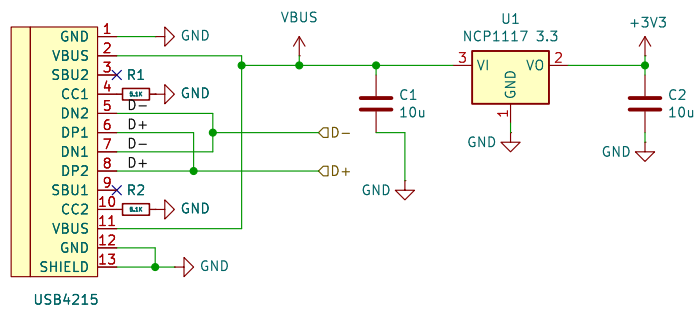 VBUS
U1
NCP1117 3.3
+3V3
GND 1 GND
VBUS 2
SBU2 3 R1
CC1 4 5.1K GND
DN2 5 D-
DP1 6 D+
DN1 7 D-
DP2 8 D+
SBU1 9 R2
CC2 10 5.1K GND
VBUS 11
GND 12
SHIELD 13 GND
USB4215
D-
D+
C1
10u
GND
3 VI VO 2
GND
1
GND
C2
10u
GND